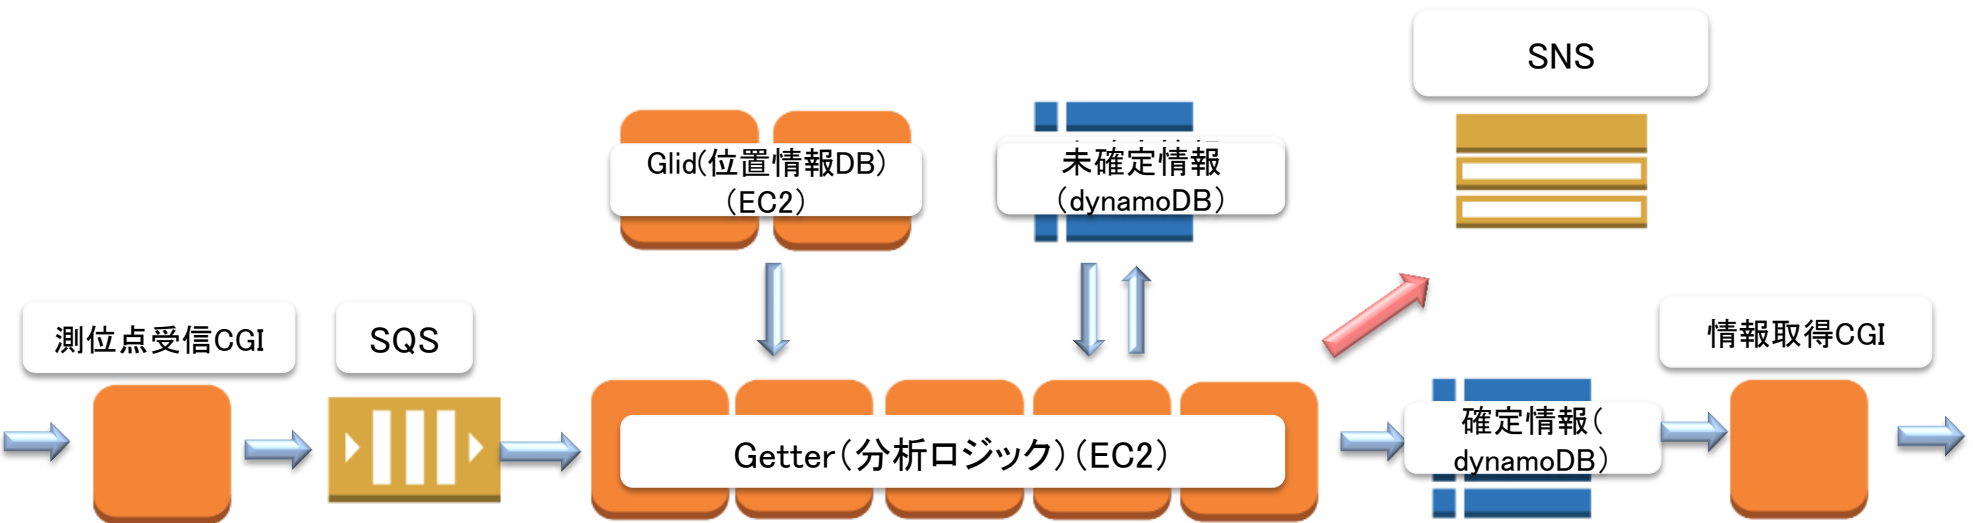 SNS
Glid(位置情報DB)
(EC2)
未確定情報
(dynamoDB)
測位点受信CGI
SQS
情報取得CGI
Getter(分析ロジック)(EC2)
確定情報(
dynamoDB)